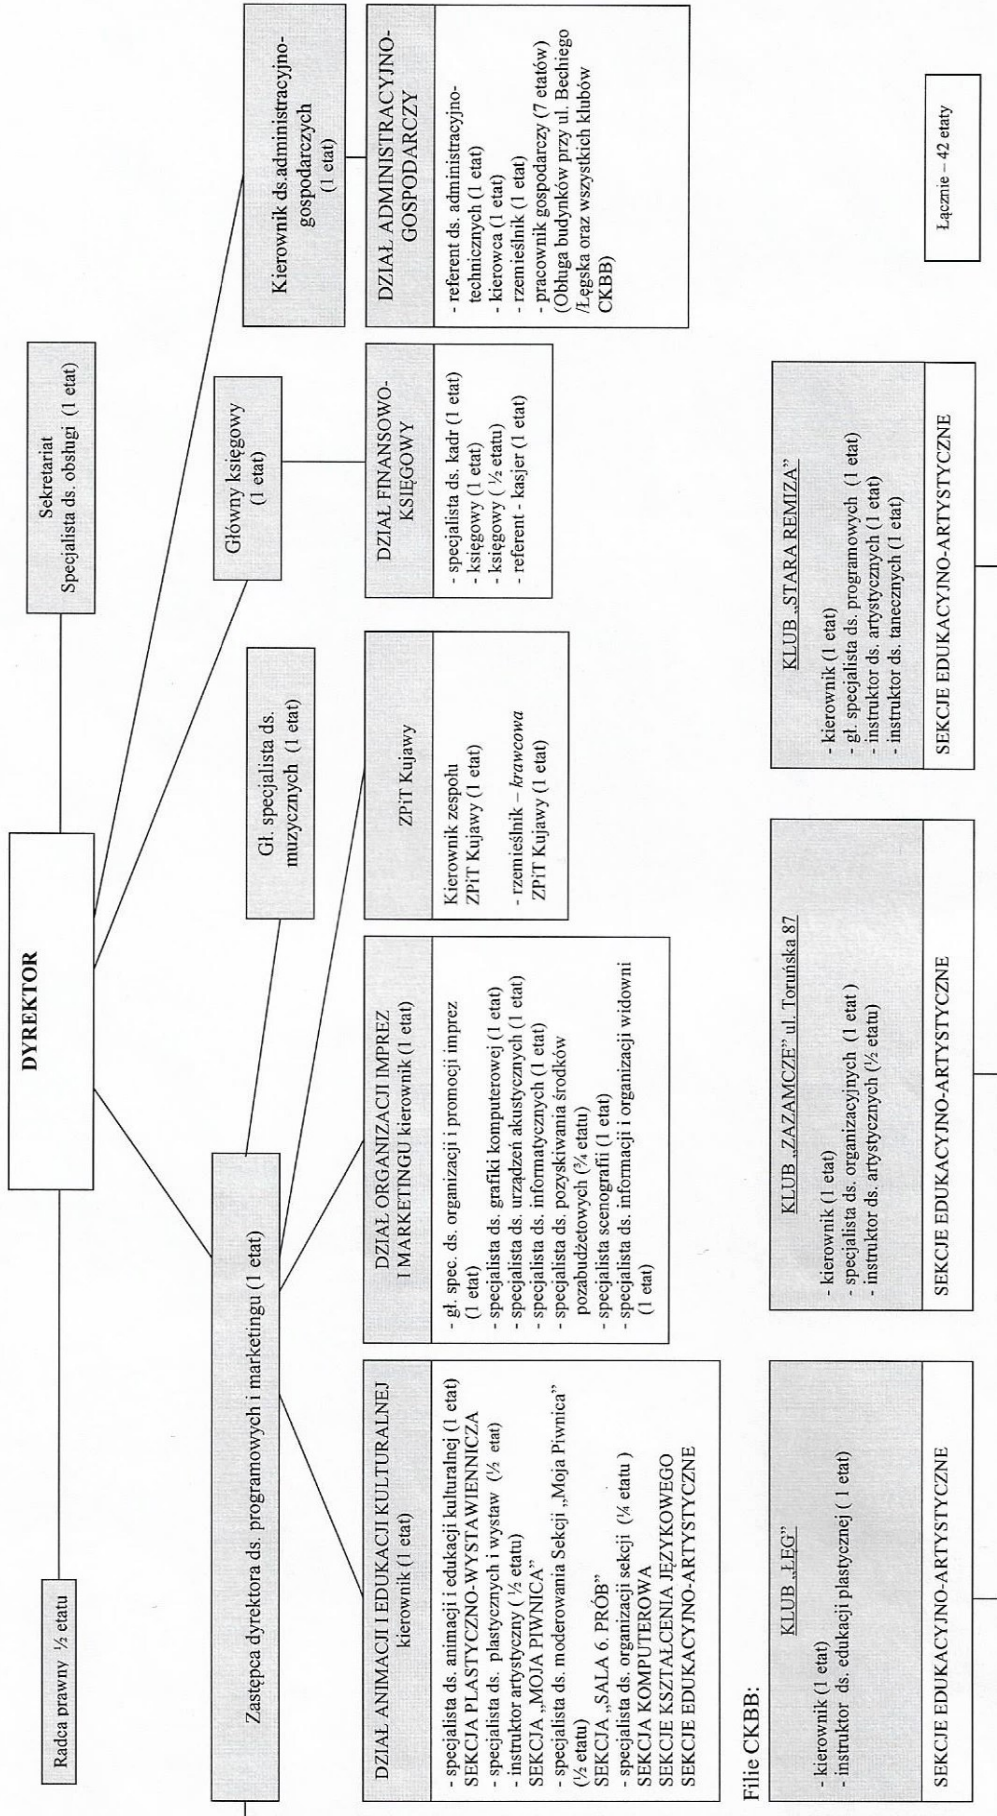 DYREKTOR
Radca prawny ½ etatu
Sekretariat
Specjalista ds. obsługi (1 etat)
Zastępca dyrektora ds. programowych i marketingu (1 etat)
Gł. specjalista ds.
muzycznych (1 etat)
Główny księgowy
(1 etat)
Kierownik ds.administracyjno-
gospodarczych
(1 etat)
DZIAŁ ANIMACJI I EDUKACJI KULTURALNEJ
kierownik (1 etat)
- specjalista ds. animacji i edukacji kulturalnej (1 etat)
SEKCJA PLASTYCZNO-WYSTAWIENNICZA
- specjalista ds. plastycznych i wystaw (½ etat)
- instruktor artystyczny ( ½ etatu)
SEKCJA „MOJA PIWNICA”
- specjalista ds. moderowania Sekcji „Moja Piwnica”
(½ etatu)
SEKCJA „SALA 6. PRÓB”
- specjalista ds. organizacji sekcji (¼ etatu )
SEKCJA KOMPUTEROWA
SEKCJE KSZTAŁCENIA JĘZYKOWEGO
SEKCJE EDUKACYJNO-ARTYSTYCZNE
DZIAŁ ORGANIZACJI IMPREZ
I MARKETINGU kierownik (1 etat)
- gł. spec. ds. organizacji i promocji imprez
(1 etat)
- specjalista ds. grafiki komputerowej (1 etat)
- specjalista ds. urządzeń akustycznych (1 etat)
- specjalista ds. informatycznych (1 etat)
- specjalista ds. pozyskiwania środków
pozabudżetowych (¾ etatu)
- specjalista scenografii (1 etat)
- specjalista ds. informacji i organizacji widowni
(1 etat)
ZPiT Kujawy
Kierownik zespołu
ZPiT Kujawy (1 etat)
- rzemieślnik – krawcowa
ZPiT Kujawy (1 etat)
DZIAŁ FINANSOWO-
KSIĘGOWY
- specjalista ds. kadr (1 etat)
- księgowy (1 etat)
- księgowy ( ½ etatu)
- referent - kasjer (1 etat)
DZIAŁ ADMINISTRACYJNO-
GOSPODARCZY
- referent ds. administracyjno-
technicznych (1 etat)
- kierowca (1 etat)
- rzemieślnik (1 etat)
- pracownik gospodarczy (7 etatów)
(Obługa budynków przy ul. Bechiego
/Łęgska oraz wszystkich klubów
CKBB)
Filie CKBB:
KLUB „ŁĘG”
- kierownik (1 etat)
- instruktor ds. edukacji plastycznej ( 1 etat)
SEKCJE EDUKACYJNO-ARTYSTYCZNE
KLUB „ZAZAMCZE” ul. Toruńska 87
- kierownik (1 etat)
- specjalista ds. organizacyjnych (1 etat )
- instruktor ds. artystycznych (½ etatu)
SEKCJE EDUKACYJNO-ARTYSTYCZNE
KLUB „STARA REMIZA”
- kierownik (1 etat)
- gł. specjalista ds. programowych (1 etat)
- instruktor ds. artystycznych (1 etat)
- instruktor ds. tanecznych (1 etat)
SEKCJE EDUKACYJNO-ARTYSTYCZNE
Łącznie – 42 etaty